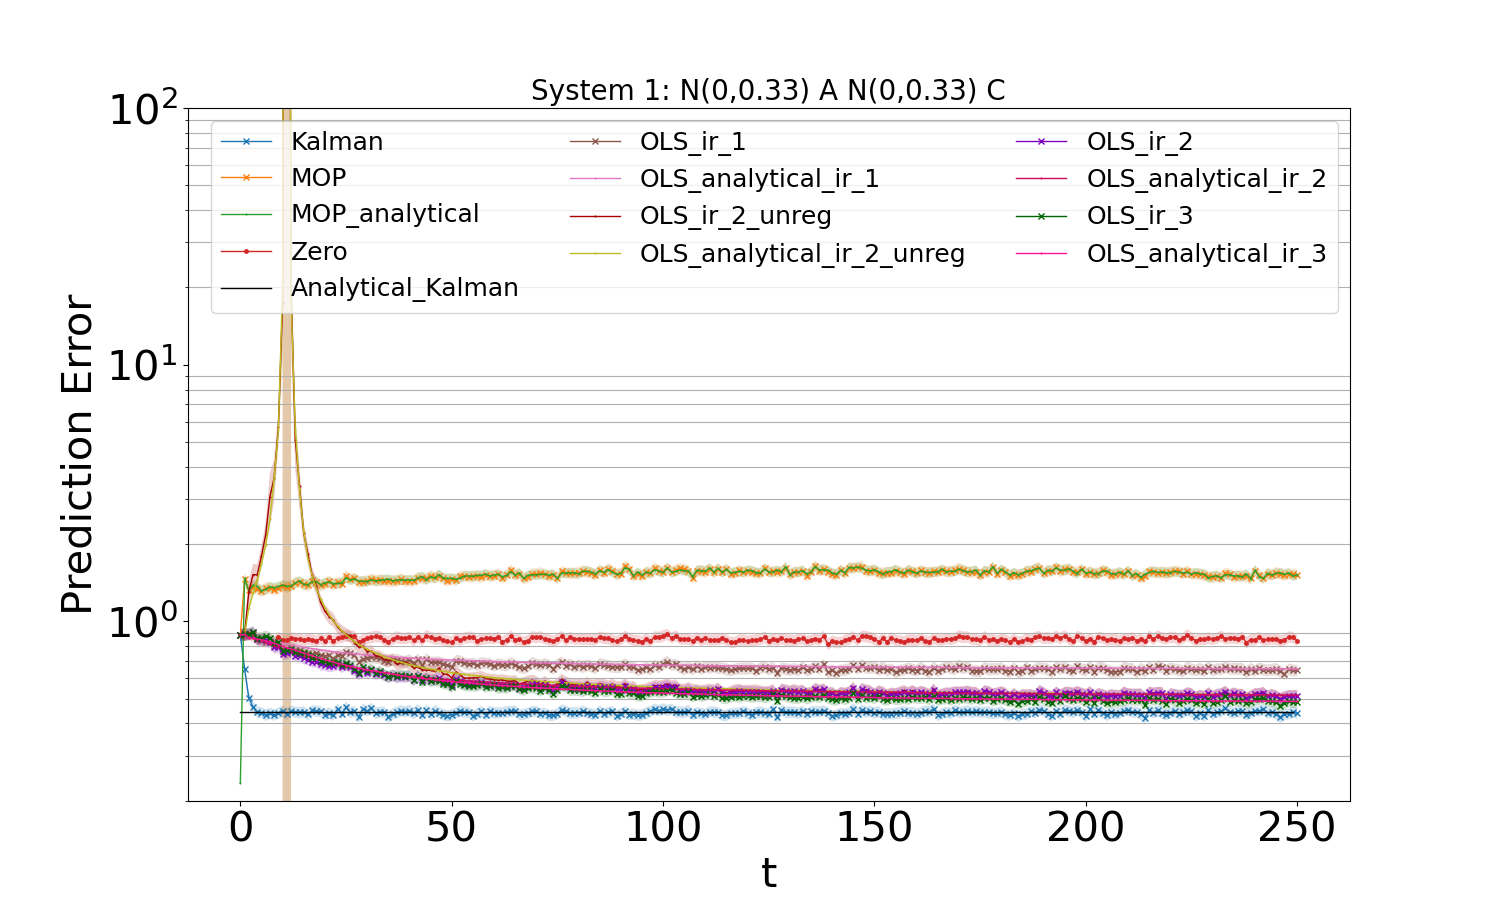 System 1: N(0,0.33) A N(0,0.33) C
Prediction Error
10²
10¹
10⁰
Kalman
MOP
MOP_analytical
Zero
Analytical_Kalman
OLS_ir_1
OLS_analytical_ir_1
OLS_ir_2_unreg
OLS_analytical_ir_2_unreg
OLS_ir_2
OLS_analytical_ir_2
OLS_ir_3
OLS_analytical_ir_3
0 50 100 150 200 250
t